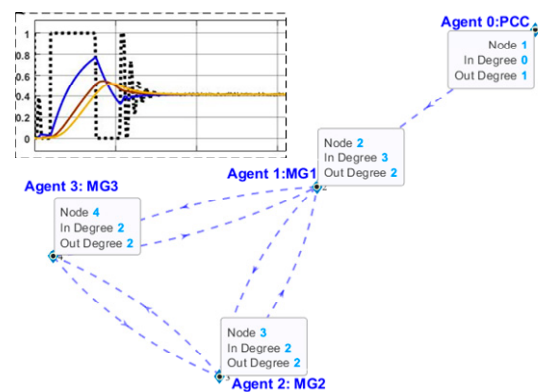 1
0.8
0.6
0.4
0.2
0
Agent 0:PCC
Node 1
In Degree 0
Out Degree 1
Node 2
In Degree 3
Out Degree 2
Agent 1:MG1
Agent 3: MG3
Node 4
In Degree 2
Out Degree 2
Node 3
In Degree 2
Out Degree 2
Agent 2: MG2